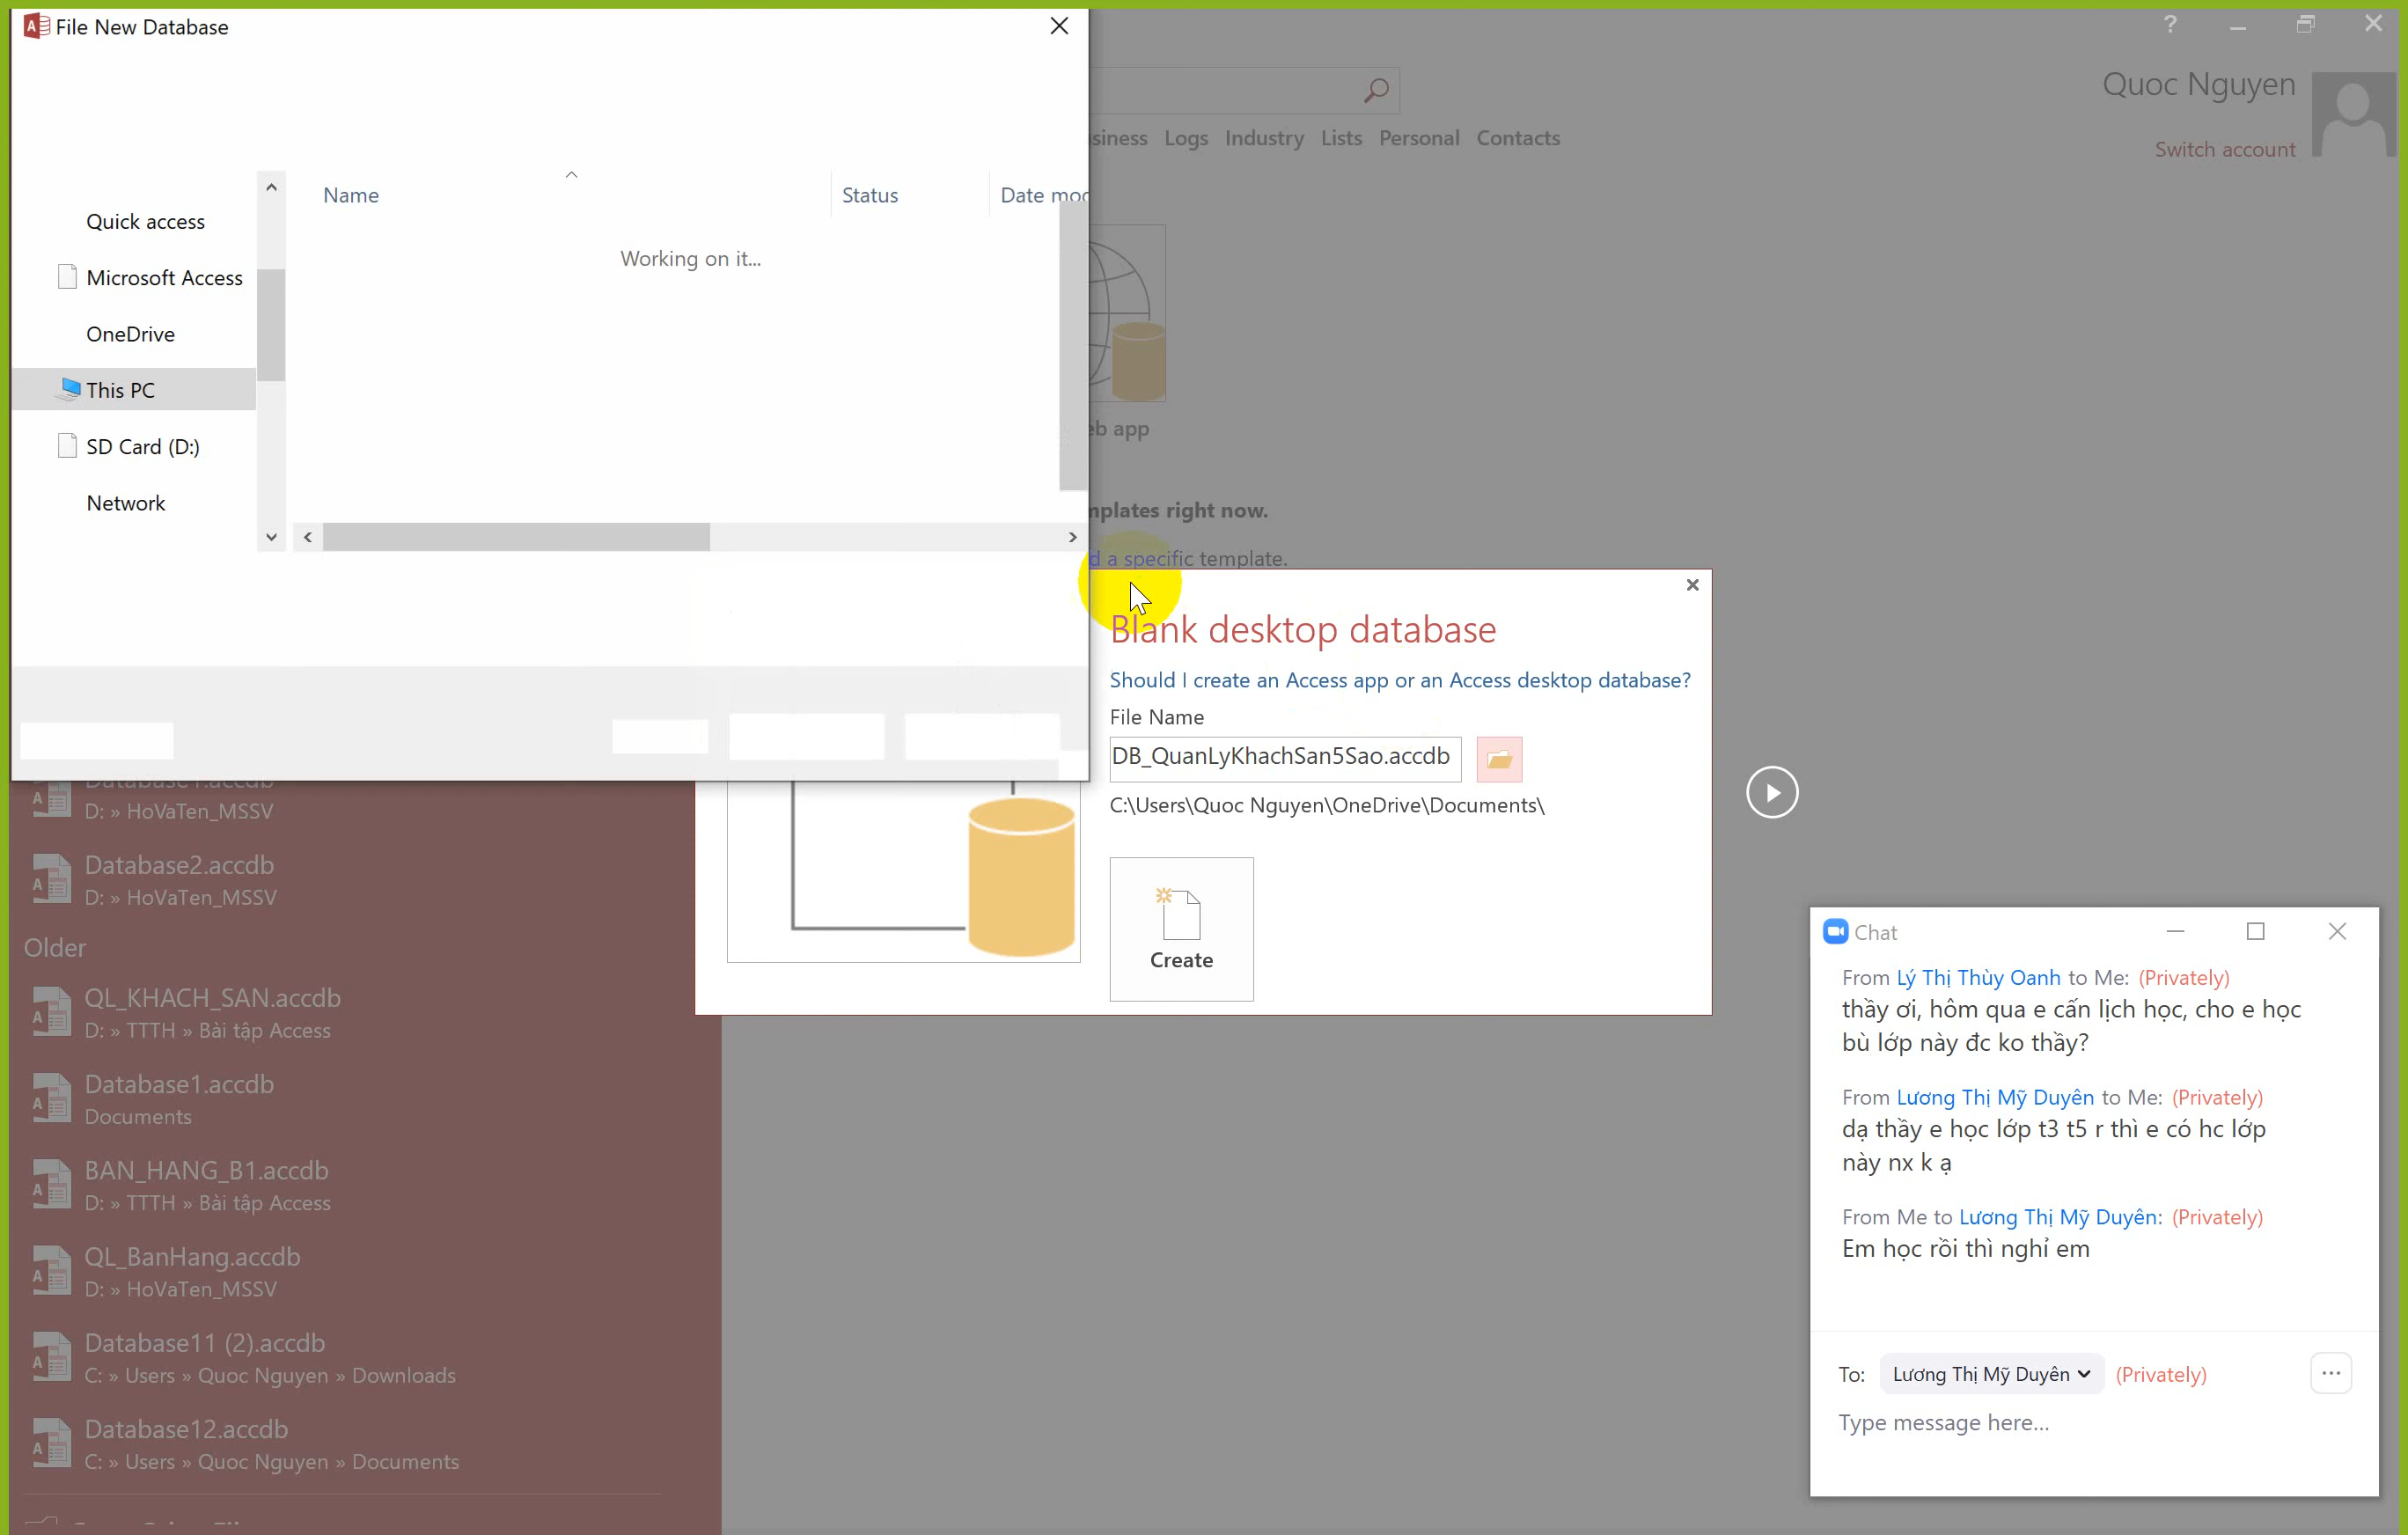 File New Database
Quoc Nguyen
Switch account
siness Logs Industry Lists Personal Contacts
Name
Status
Date mod
Working on it...
Quick access
Microsoft Access
OneDrive
This PC
SD Card (D:)
Network
eb app
mplates right now.
d a specific template.
Blank desktop database
Should I create an Access app or an Access desktop database?
File Name
DB_QuanLyKhachSan5Sao.accdb
C:\Users\Quoc Nguyen\OneDrive\Documents\
Create
Database1.accdb
D: » HoVaTen_MSSV
Database2.accdb
D: » HoVaTen_MSSV
Older
QL_KHACH_SAN.accdb
D: » TTTH » Bài tập Access
Database1.accdb
Documents
BAN_HANG_B1.accdb
D: » TTTH » Bài tập Access
QL_BanHang.accdb
D: » HoVaTen_MSSV
Database11 (2).accdb
C: » Users » Quoc Nguyen » Downloads
Database12.accdb
C: » Users » Quoc Nguyen » Documents
Chat
From Lý Thị Thùy Oanh to Me: (Privately)
thầy ơi, hôm qua e cấn lịch học, cho e học
bù lớp này đc ko thầy?
From Lương Thị Mỹ Duyên to Me: (Privately)
dạ thầy e học lớp t3 t5 r thì e có hc lớp
này nx k ạ
From Me to Lương Thị Mỹ Duyên: (Privately)
Em học rồi thì nghỉ em
To: Lương Thị Mỹ Duyên (Privately)
Type message here...